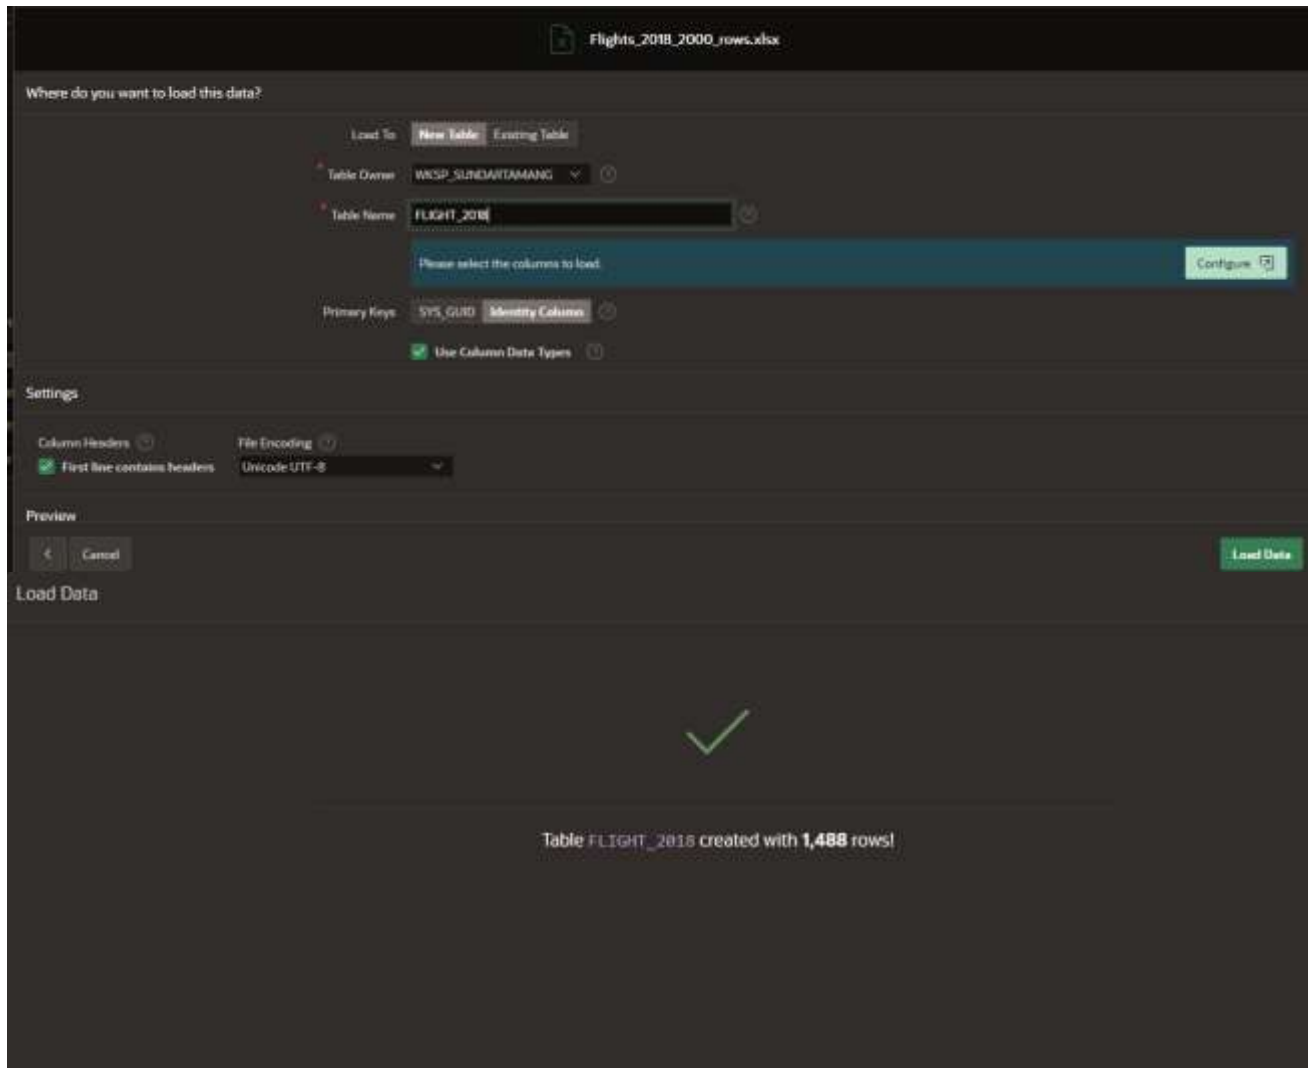 Flights_2018_2000_rows.xlsx
Where do you want to load this data?
Load To New Table Existing Table
* Table Owner WKSP_SUNDARTAMANG
* Table Name FLIGHT_2018
Please select the columns to load. Configure
Primary Keys SYS_GUID Identity Column
Use Column Data Types
Settings
Column Headers File Encoding
First line contains headers Unicode UTF-8
Preview
Cancel Load Data
Load Data
Table FLIGHT_2018 created with 1,488 rows!